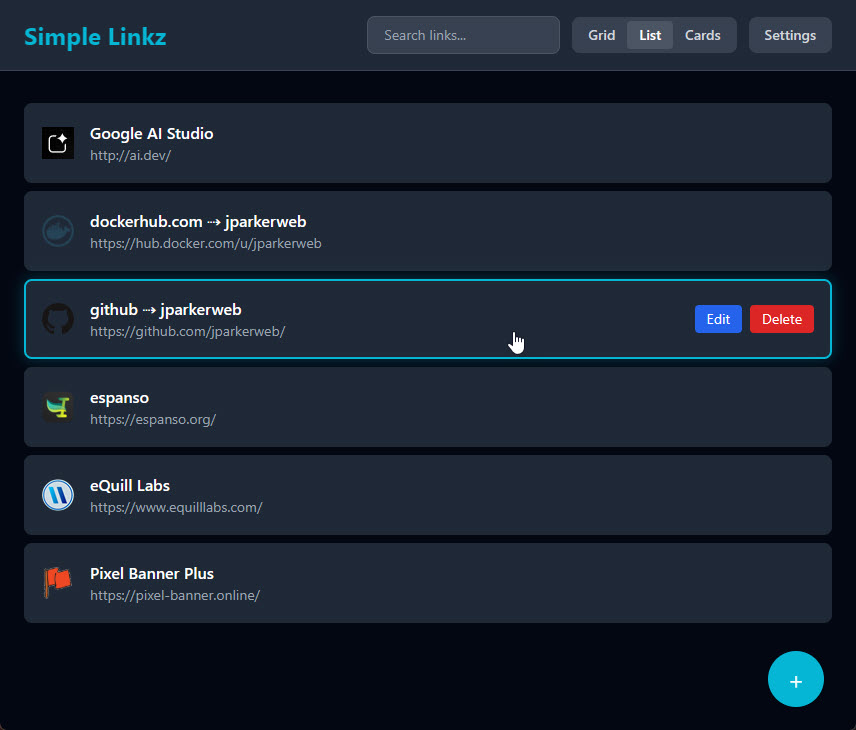 Simple Linkz
Search links...
Grid
List
Cards
Settings
Google AI Studio
http://ai.dev/
dockerhub.com ⇢ jparkerweb
https://hub.docker.com/u/jparkerweb
github ⇢ jparkerweb
https://github.com/jparkerweb/
Edit
Delete
espanso
https://espanso.org/
eQuill Labs
https://www.equilllabs.com/
Pixel Banner Plus
https://pixel-banner.online/
+